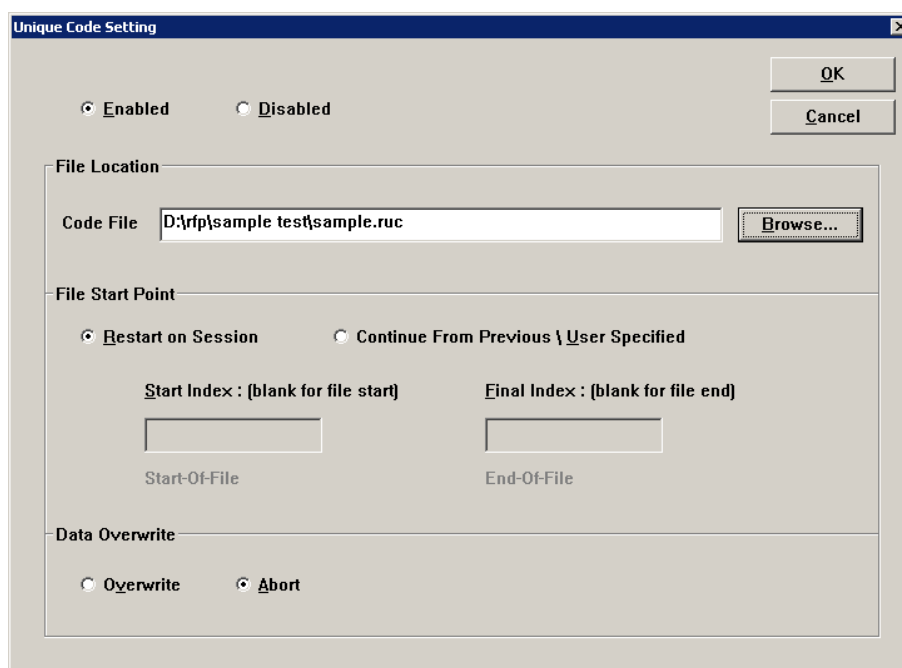 Unique Code Setting
OK
Enabled Disabled
Cancel
File Location
Code File D:\rfp\sample test\sample.ruc Browse...
File Start Point
Restart on Session Continue From Previous \ User Specified
Start Index : (blank for file start) Final Index : (blank for file end)
Start-Of-File End-Of-File
Data Overwrite
Overwrite Abort